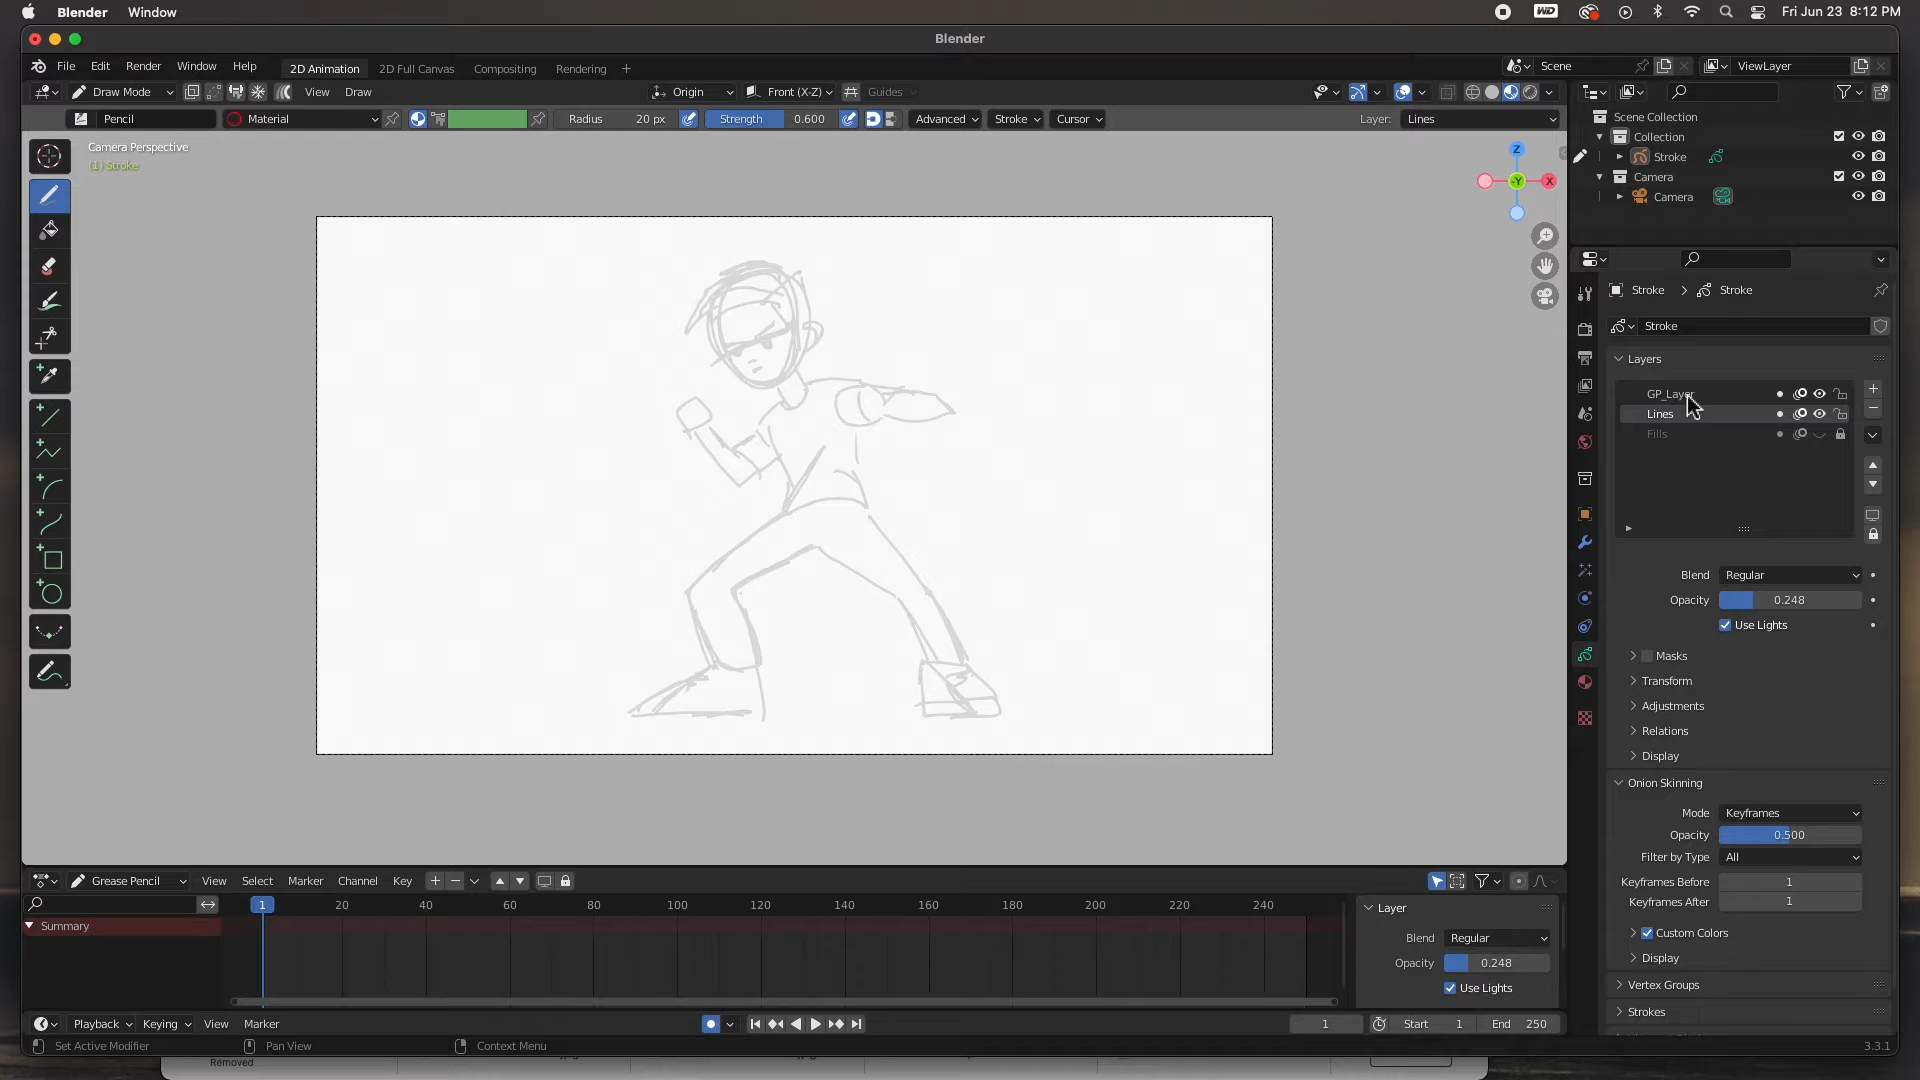 Blender Window Fri Jun 23 8:12 PM
Blender
File Edit Render Window Help 2D Animation 2D Full Canvas Compositing Rendering + Scene ViewLayer
Draw Mode View Draw Origin Front (X-Z) Guides
Pencil Material Radius 20 px Strength 0.600 Advanced Stroke Cursor Layer: Lines
Camera Perspective
(1) Stroke
Z
-Y X
Scene Collection
Collection
Stroke
Camera
Camera
Stroke > Stroke
Stroke
Layers
GP_Layer
Lines
Fills
Blend Regular
Opacity 0.248
Use Lights
Masks
Transform
Adjustments
Relations
Display
Onion Skinning
Mode Keyframes
Opacity 0.500
Filter by Type All
Keyframes Before 1
Keyframes After 1
Custom Colors
Display
Vertex Groups
Strokes
Grease Pencil View Select Marker Channel Key
1 20 40 60 80 100 120 140 160 180 200 220 240
Summary
Layer
Blend Regular
Opacity 0.248
Use Lights
Playback Keying View Marker 1 Start 1 End 250
Set Active Modifier Pan View Context Menu 3.3.1
Removed